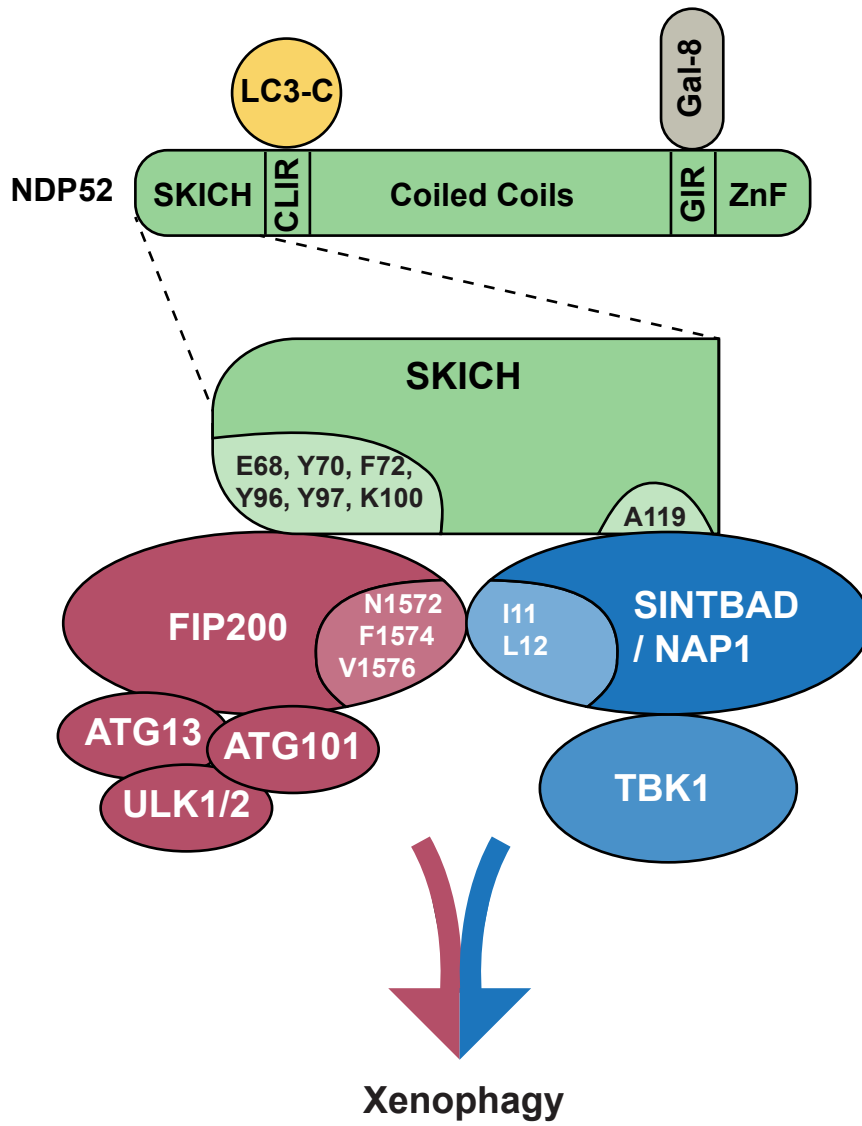 LC3-C
Gal-8
NDP52
SKICH
CLIR
Coiled Coils
GIR
ZnF
SKICH
E68, Y70, F72,
Y96, Y97, K100
A119
FIP200
N1572
F1574
V1576
I11
L12
SINTBAD
/ NAP1
ATG13
ATG101
ULK1/2
TBK1
Xenophagy